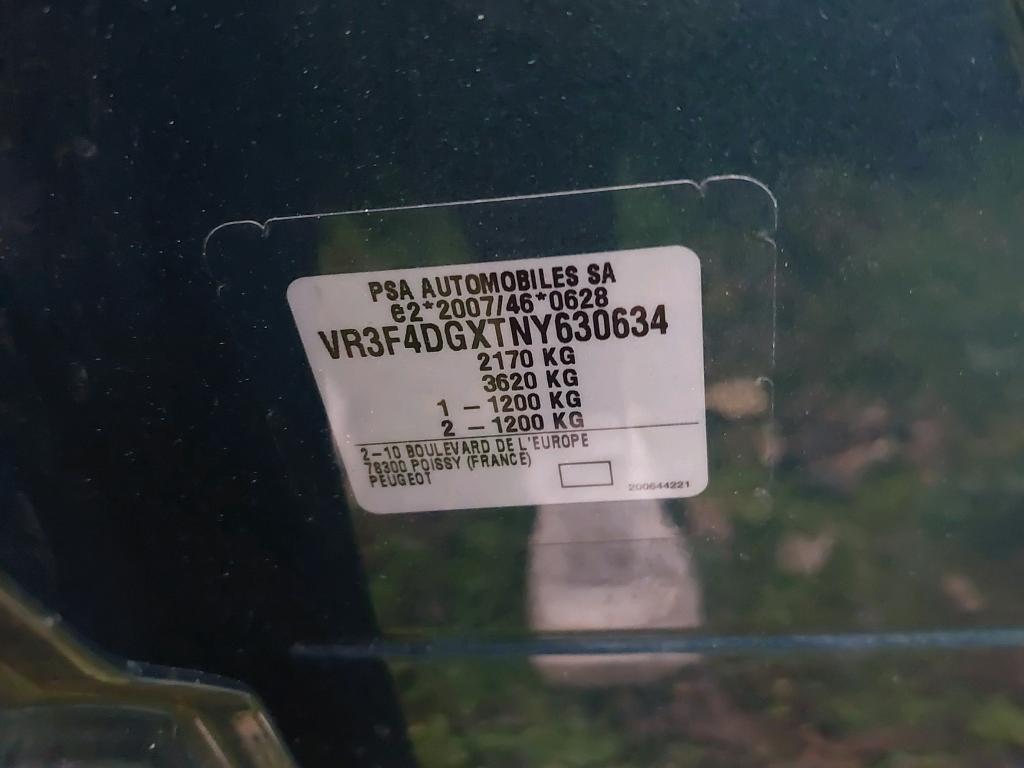 PSA AUTOMOBILES SA
e2*2007/46*0628
VR3F4DGXTNY630634
2170 KG
3620 KG
1 – 1200 KG
2 – 1200 KG
2–10 BOULEVARD DE L'EUROPE
78300 POISSY (FRANCE)
PEUGEOT
200644221